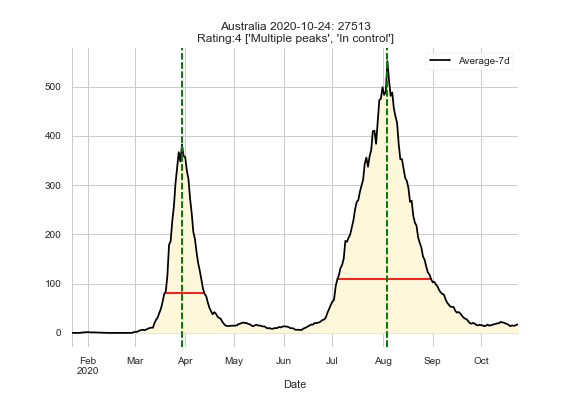 Australia 2020-10-24: 27513
Rating:4 ['Multiple peaks', 'In control']
Average-7d
500
400
300
200
100
0
Feb Mar Apr May Jun Jul Aug Sep Oct
2020
Date